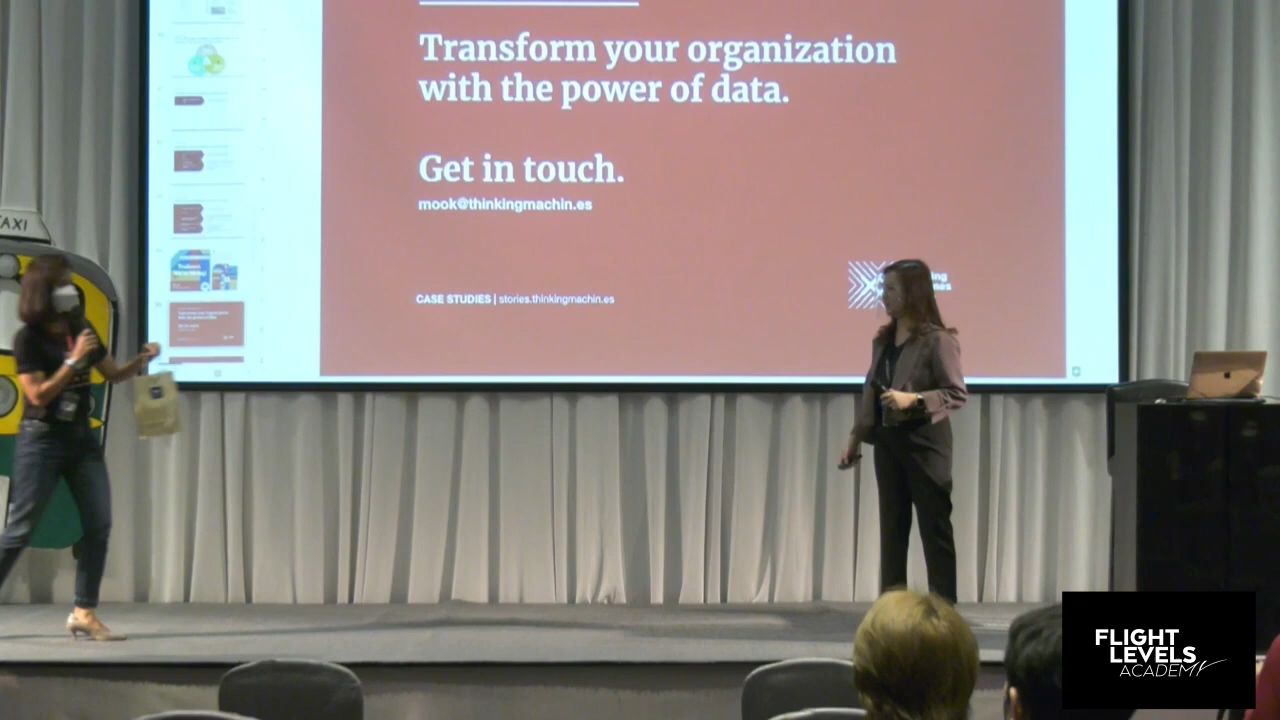 Transform your organization
with the power of data.
Get in touch.
mook@thinkingmachin.es
CASE STUDIES | stories.thinkingmachin.es
TAXI
FLIGHT
LEVELS
ACADEMY